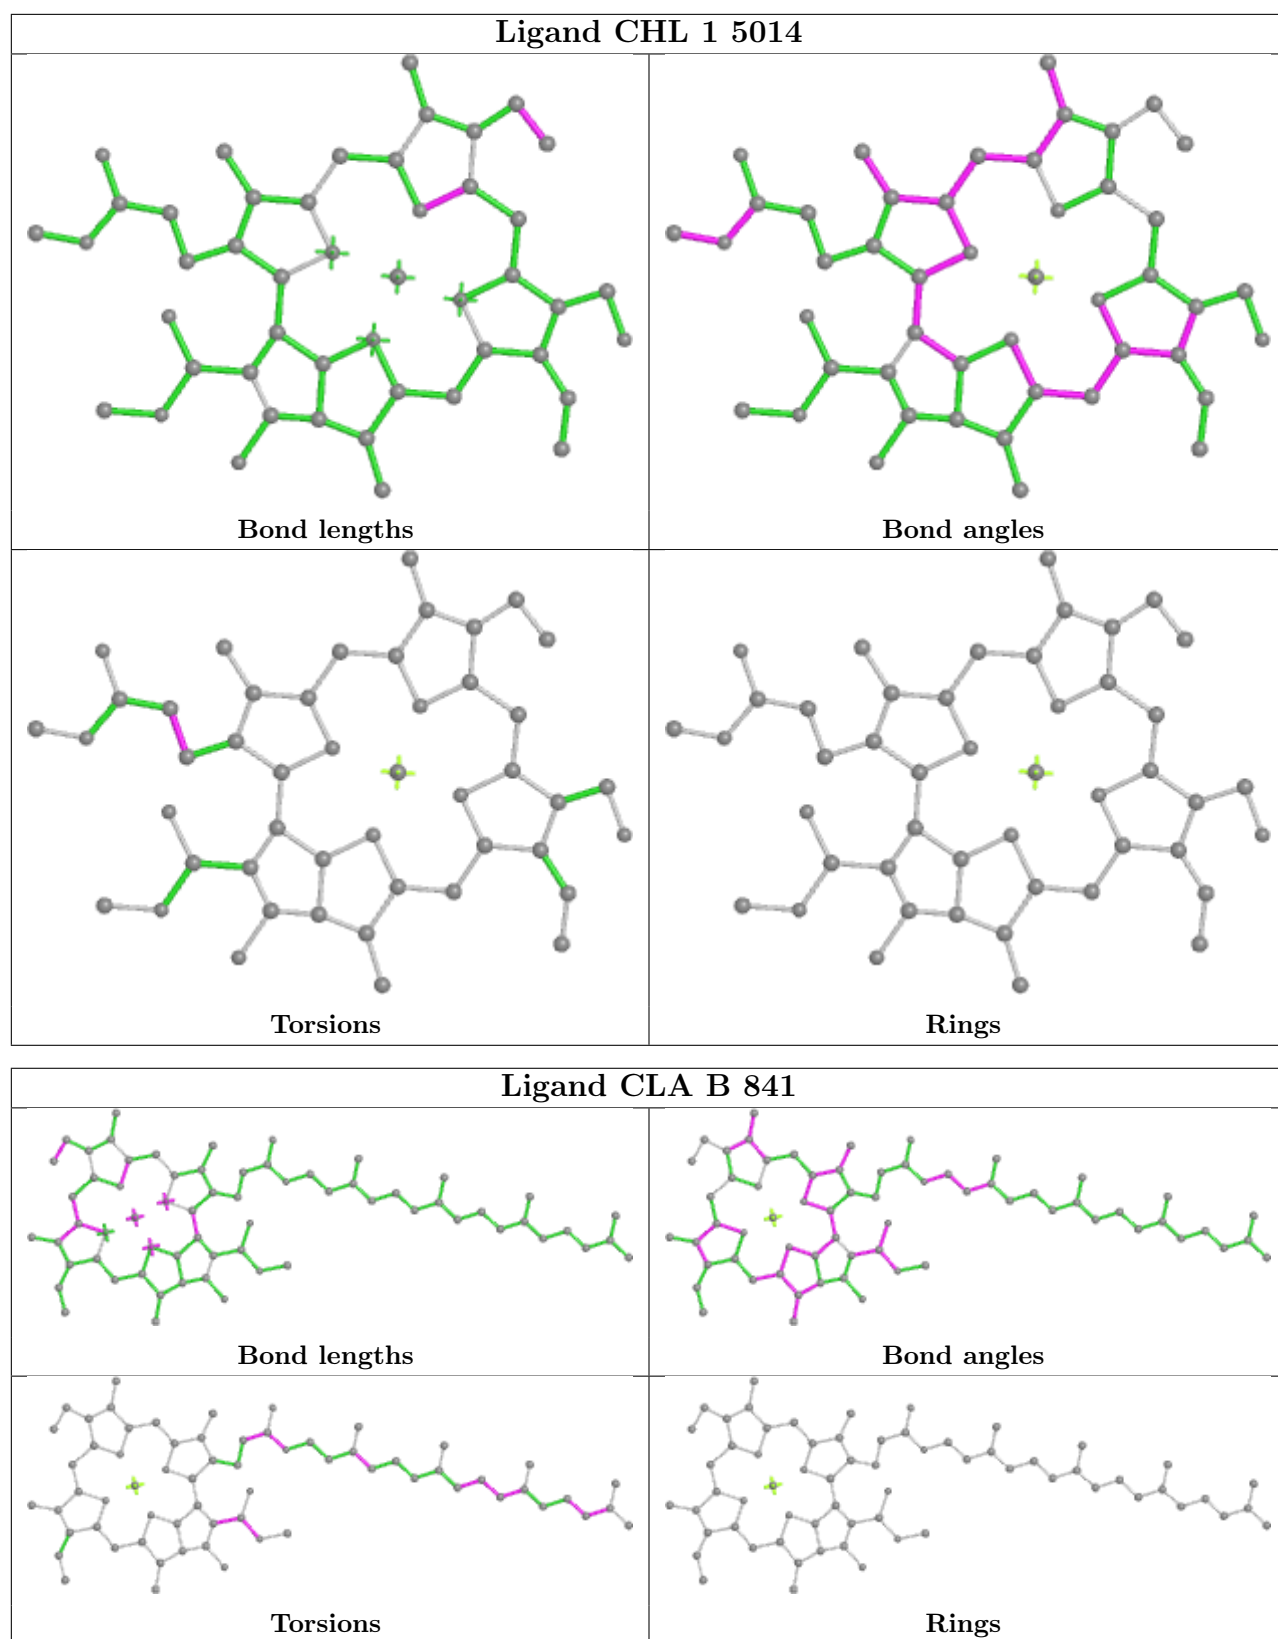 Ligand CHL 1 5014
Bond lengths
Bond angles
Torsions
Rings
Ligand CLA B 841
Bond lengths
Bond angles
Torsions
Rings